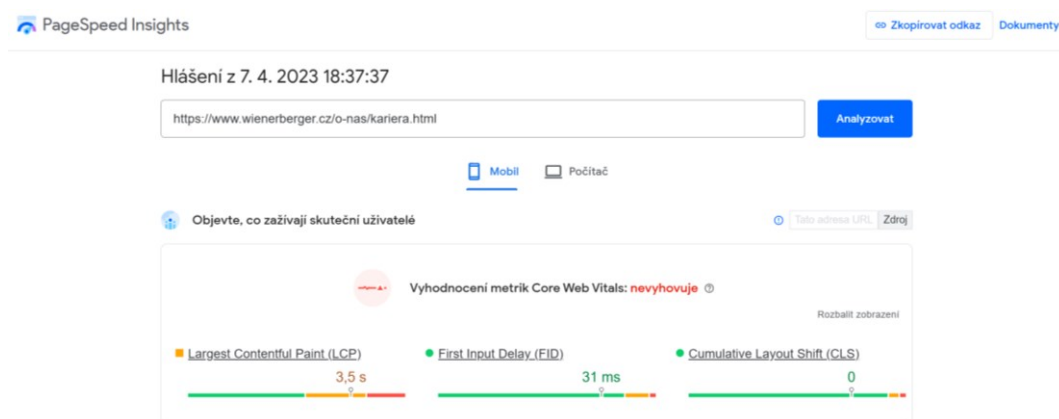 PageSpeed Insights
Zkopírovat odkaz
Dokumenty
Hlášení z 7. 4. 2023 18:37:37
https://www.wienerberger.cz/o-nas/kariera.html
Analyzovat
Mobil
Počítač
Objevte, co zažívají skuteční uživatelé
Tato adresa URL
Zdroj
Vyhodnocení metrik Core Web Vitals: nevyhovuje
Rozbalit zobrazení
Largest Contentful Paint (LCP)
3,5 s
First Input Delay (FID)
31 ms
Cumulative Layout Shift (CLS)
0